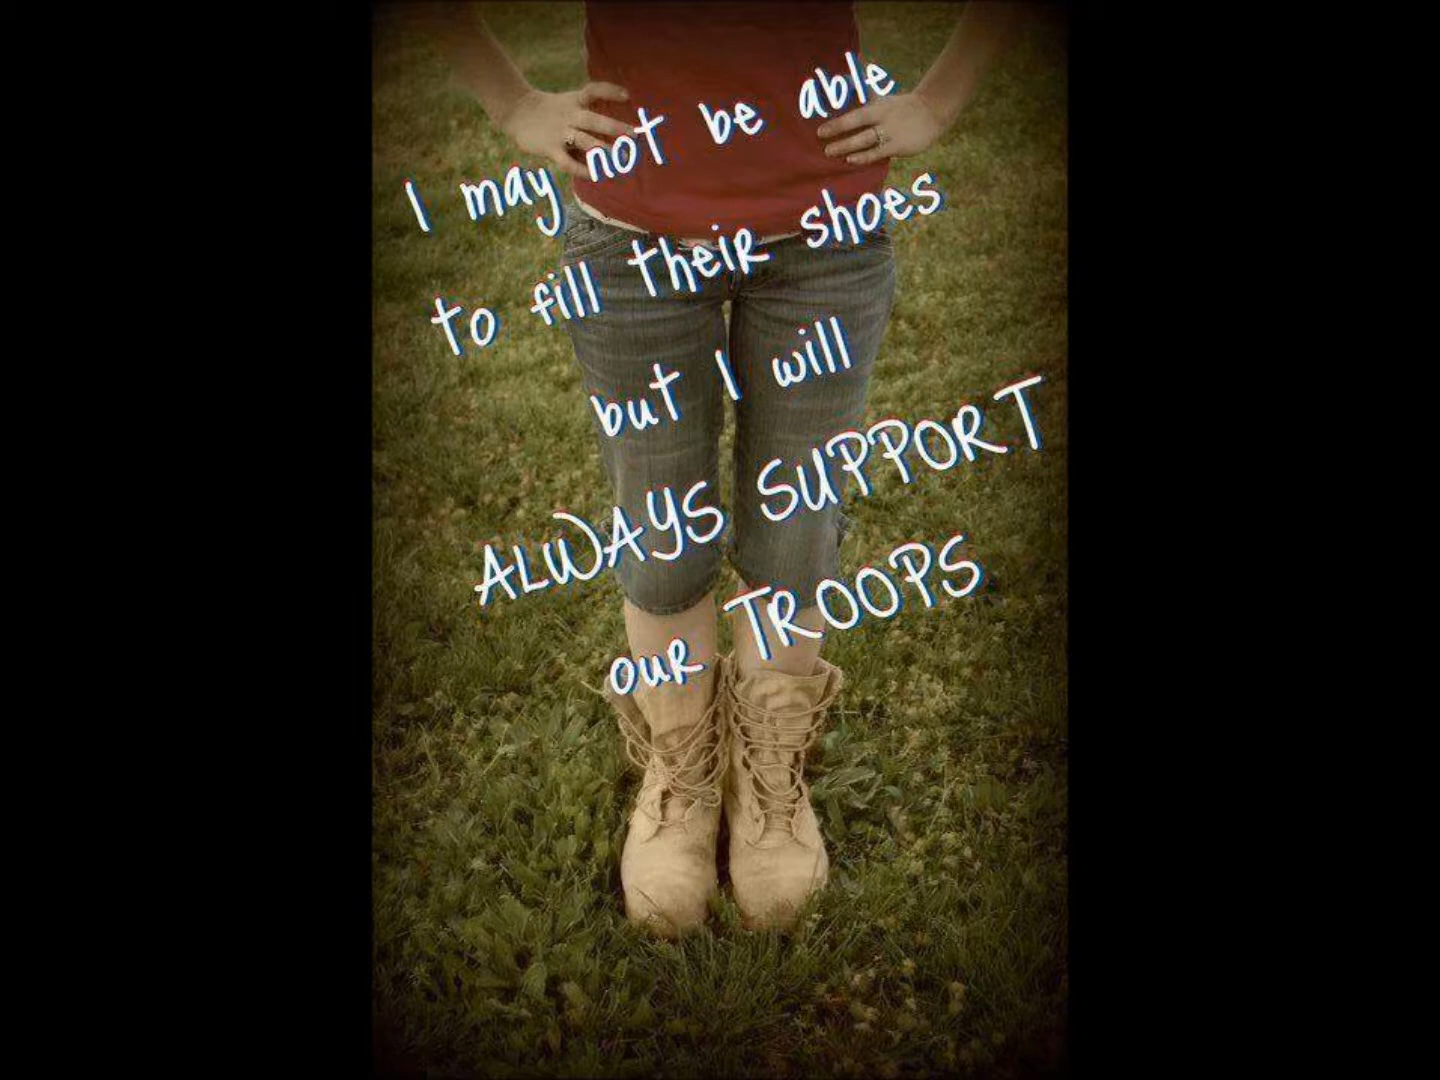 I may not be able
to fill their shoes
but I will
ALWAYS SUPPORT
our TROOPS